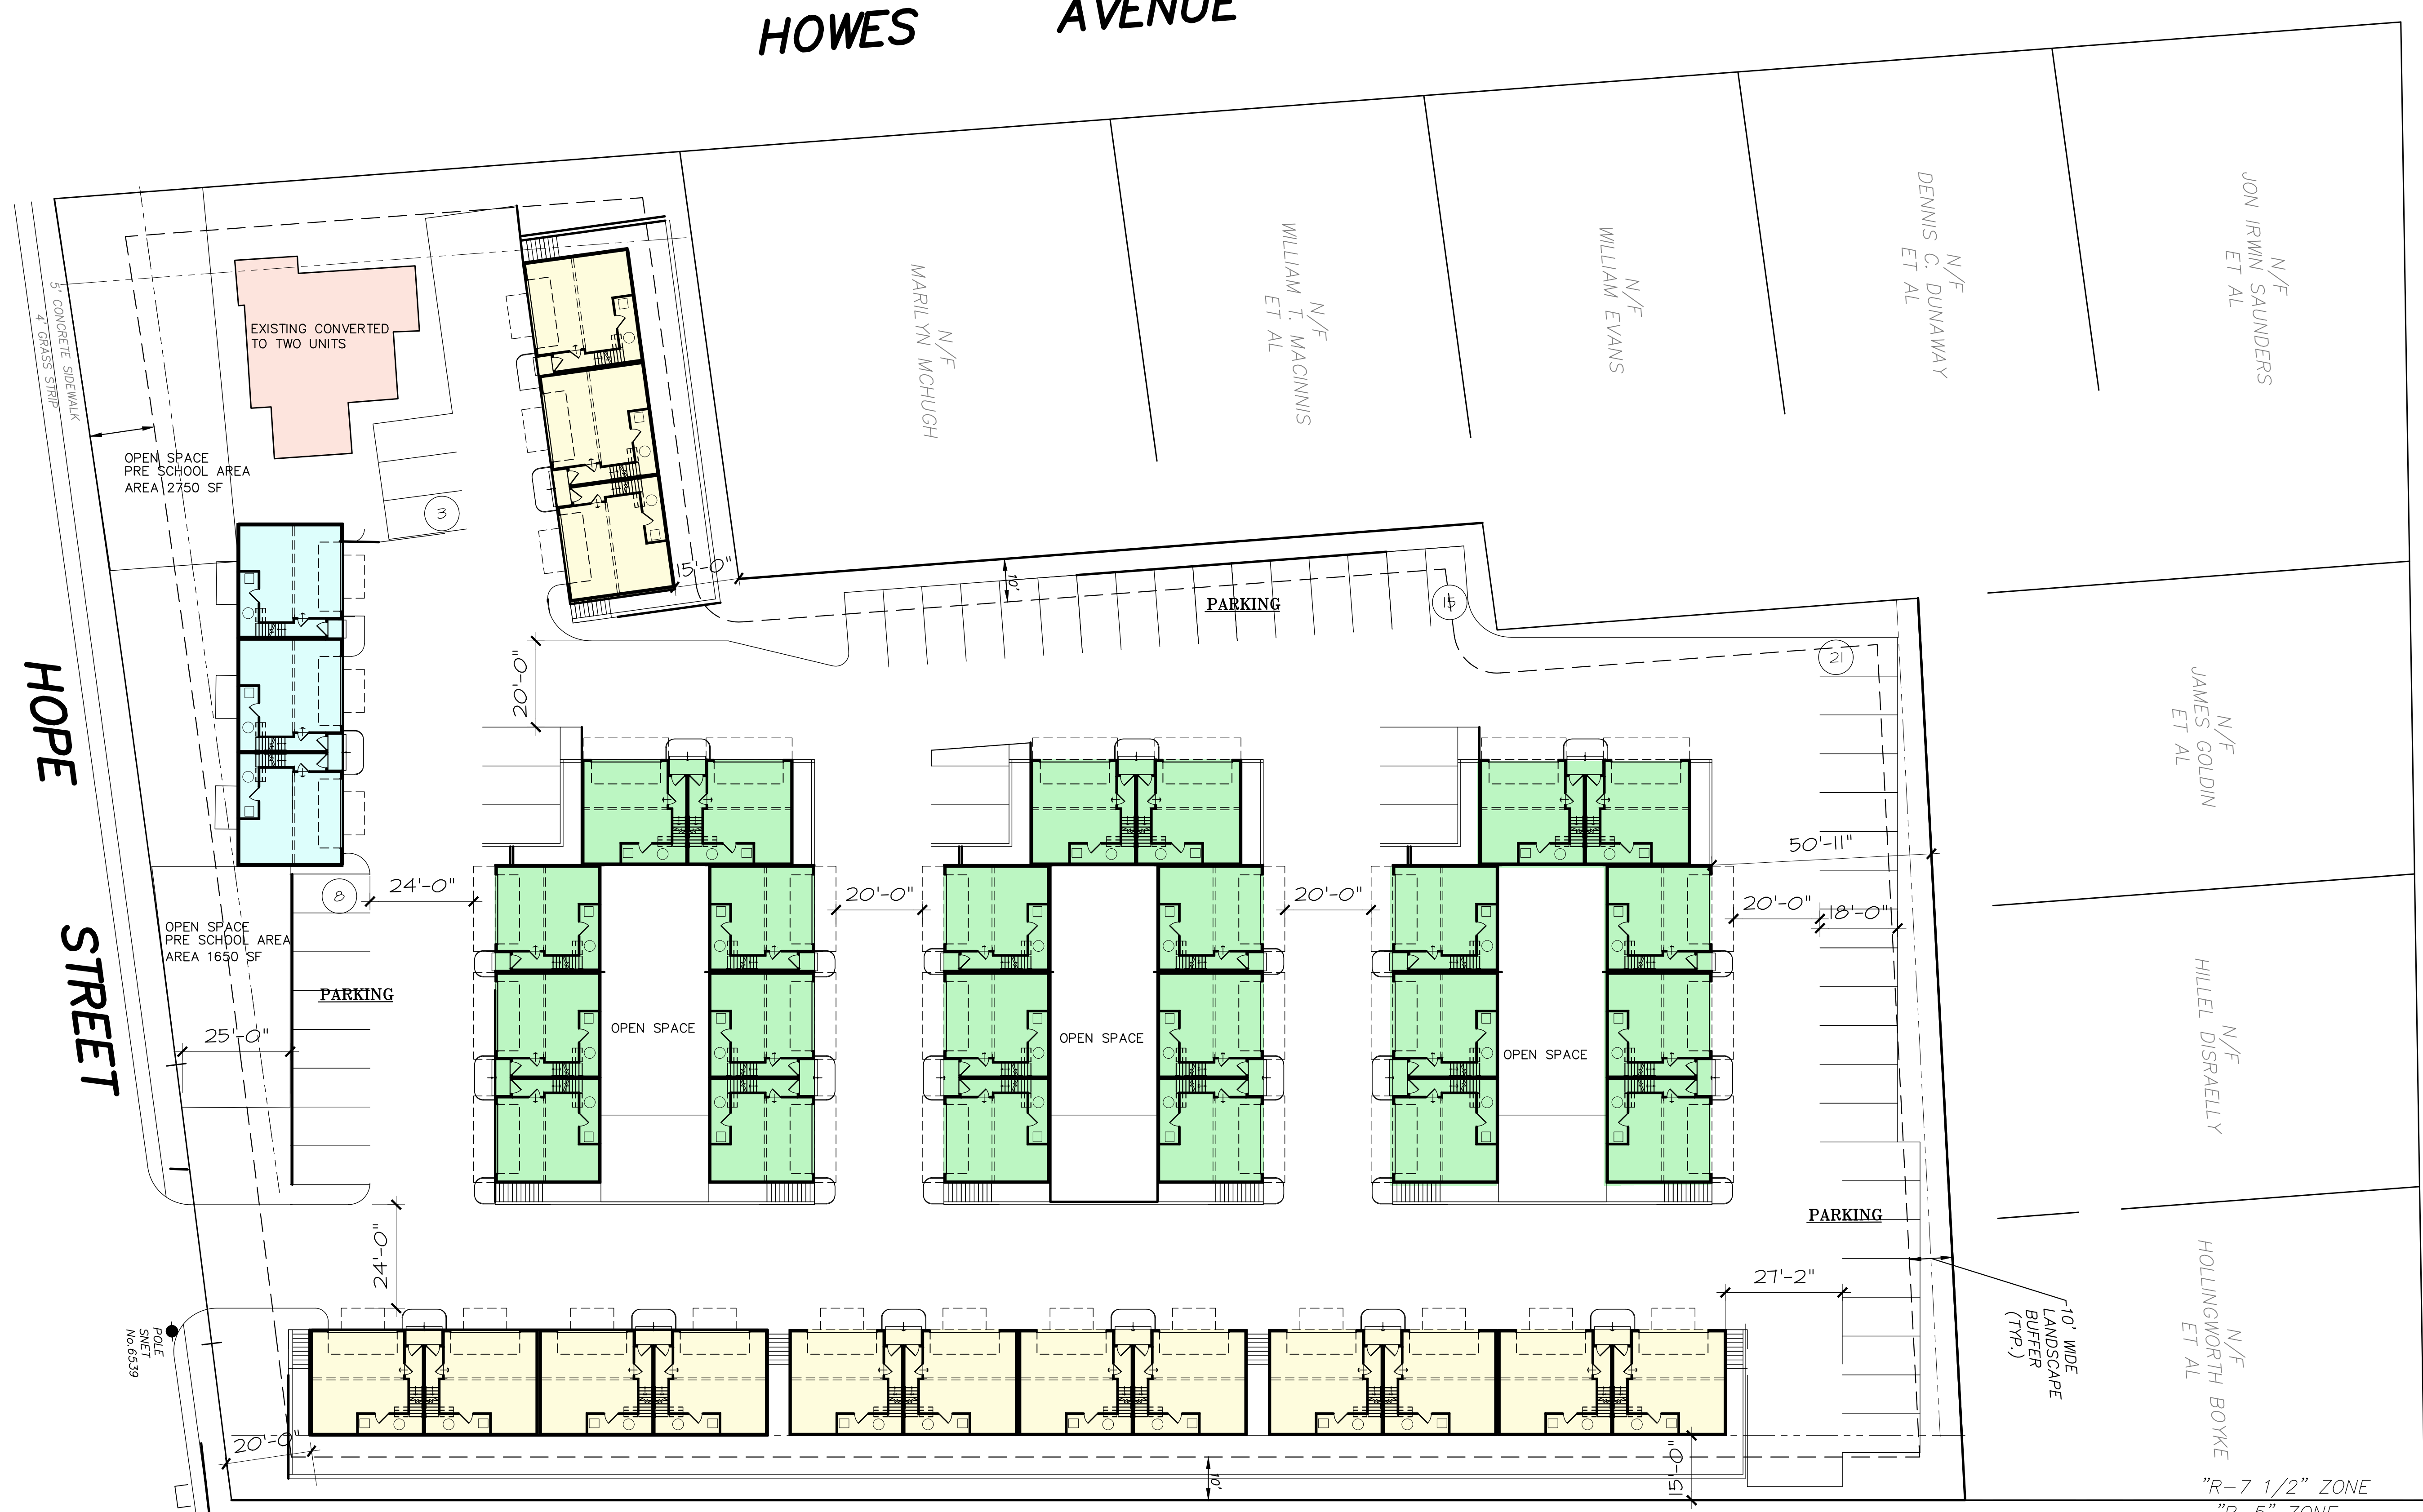 HOWES AVENUE
N/F
JON IRWIN SAUNDERS
ET AL
N/F
DENNIS C. DUNAWAY
ET AL
N/F
WILLIAM EVANS
N/F
WILLIAM T. MACINNIS
ET AL
N/F
MARILYN MCHUGH
5' CONCRETE SIDEWALK
4' GRASS STRIP
EXISTING CONVERTED
TO TWO UNITS
OPEN SPACE
PRE SCHOOL AREA
AREA 2750 SF
3
15'-0"
10'
PARKING
15
20'-0"
21
HOPE STREET
N/F
JAMES GOLDIN
ET AL
50'-11"
8
24'-0"
20'-0"
20'-0"
20'-0"
18'-0"
OPEN SPACE
PRE SCHOOL AREA
AREA 1650 SF
PARKING
25'-0"
OPEN SPACE
OPEN SPACE
OPEN SPACE
N/F
HILLEL DISRAELLY
PARKING
24'-0"
27'-2"
10' WIDE
LANDSCAPE
BUFFER
(TYP.)
N/F
HOLLINGWORTH BOYKE
ET AL
POLE
SNET
No.6539
20'-0"
10'
15'-0"
"R-7 1/2" ZONE
"R-5" ZONE